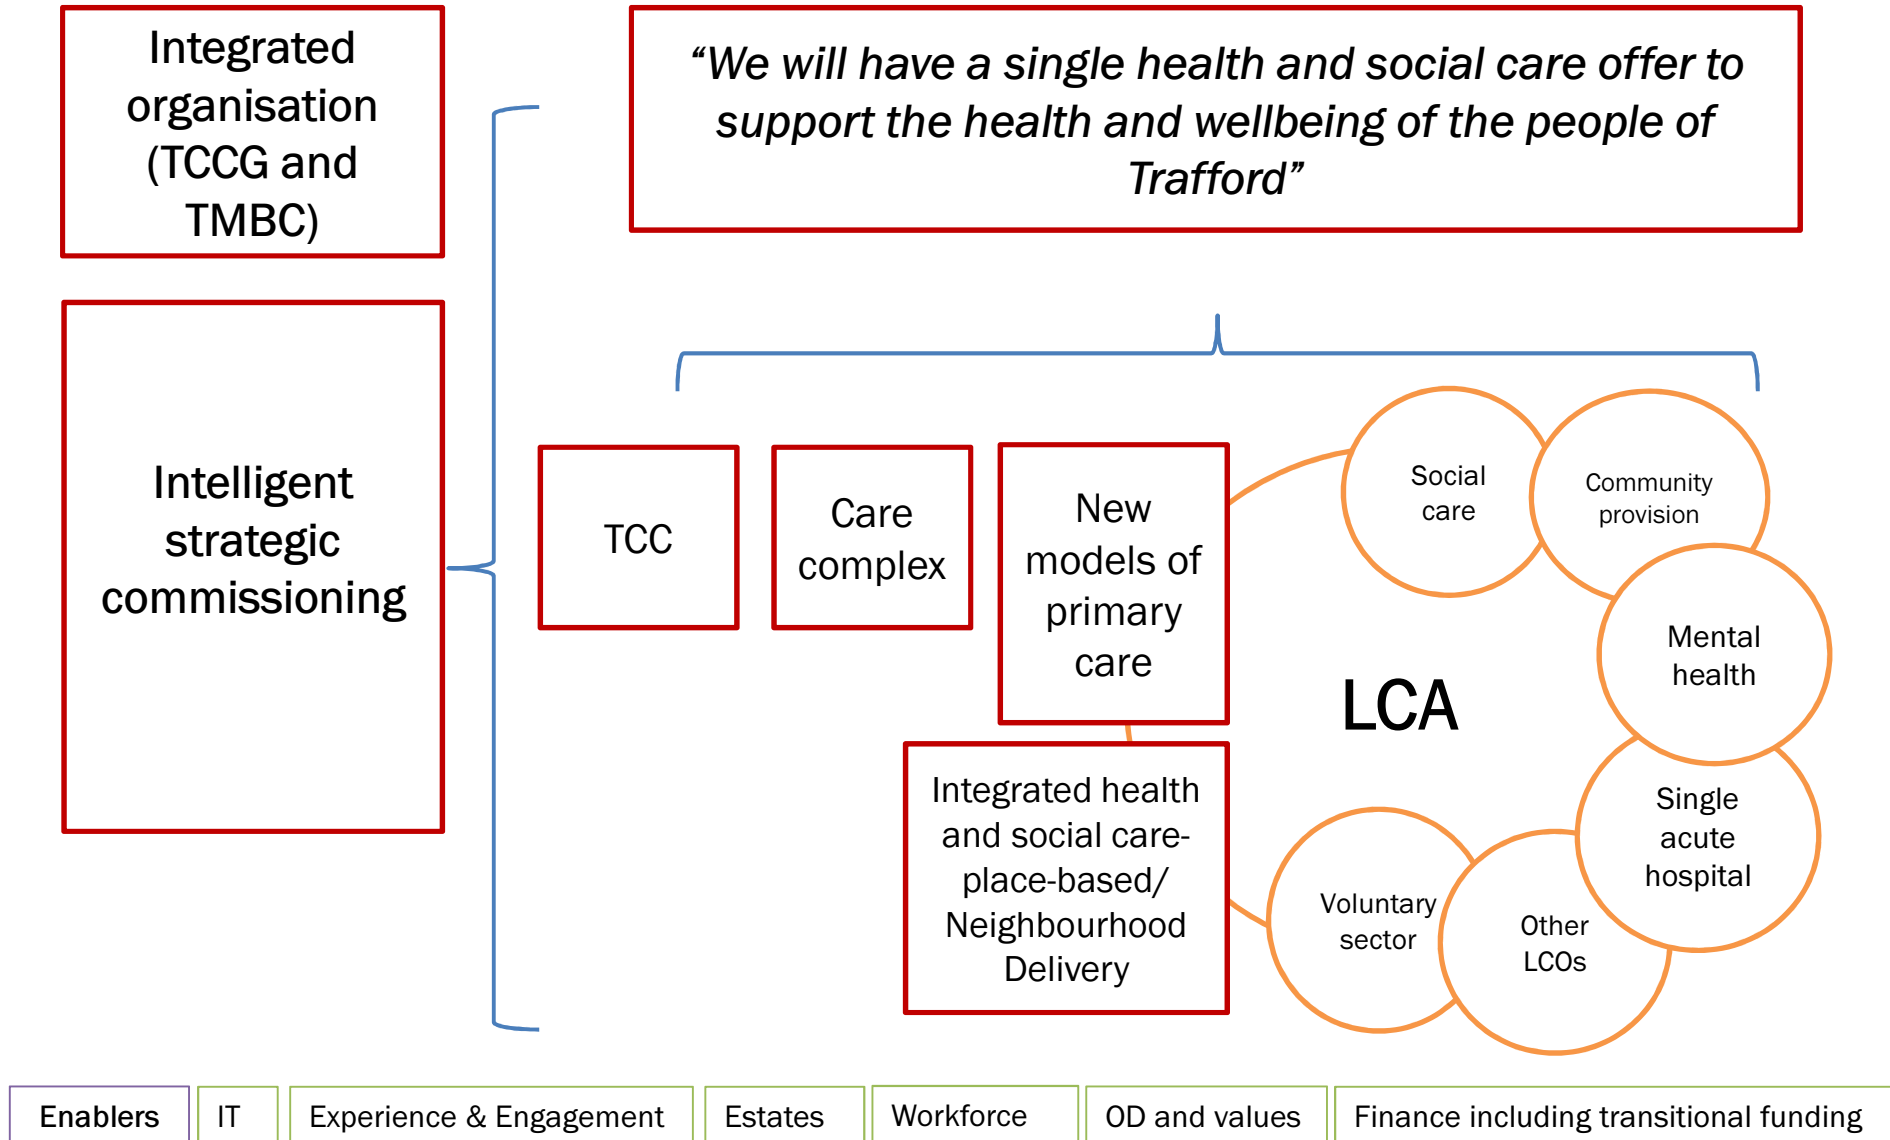 Integrated
organisation
(TCCG and
TMBC)
“We will have a single health and social care offer to
support the health and wellbeing of the people of
Trafford”
Intelligent
strategic
commissioning
TCC
Care
complex
New
models of
primary
care
Integrated health
and social care-
place-based/
Neighbourhood
Delivery
LCA
Social
care
Community
provision
Mental
health
Single
acute
hospital
Other
LCOs
Voluntary
sector
Enablers
IT
Experience & Engagement
Estates
Workforce
OD and values
Finance including transitional funding